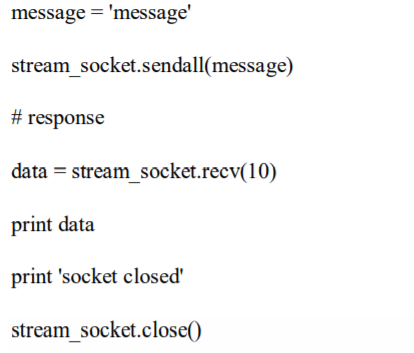 message = 'message'
stream_socket.sendall(message)
# response
data = stream_socket.recv(10)
print data
print 'socket closed'
stream_socket.close()